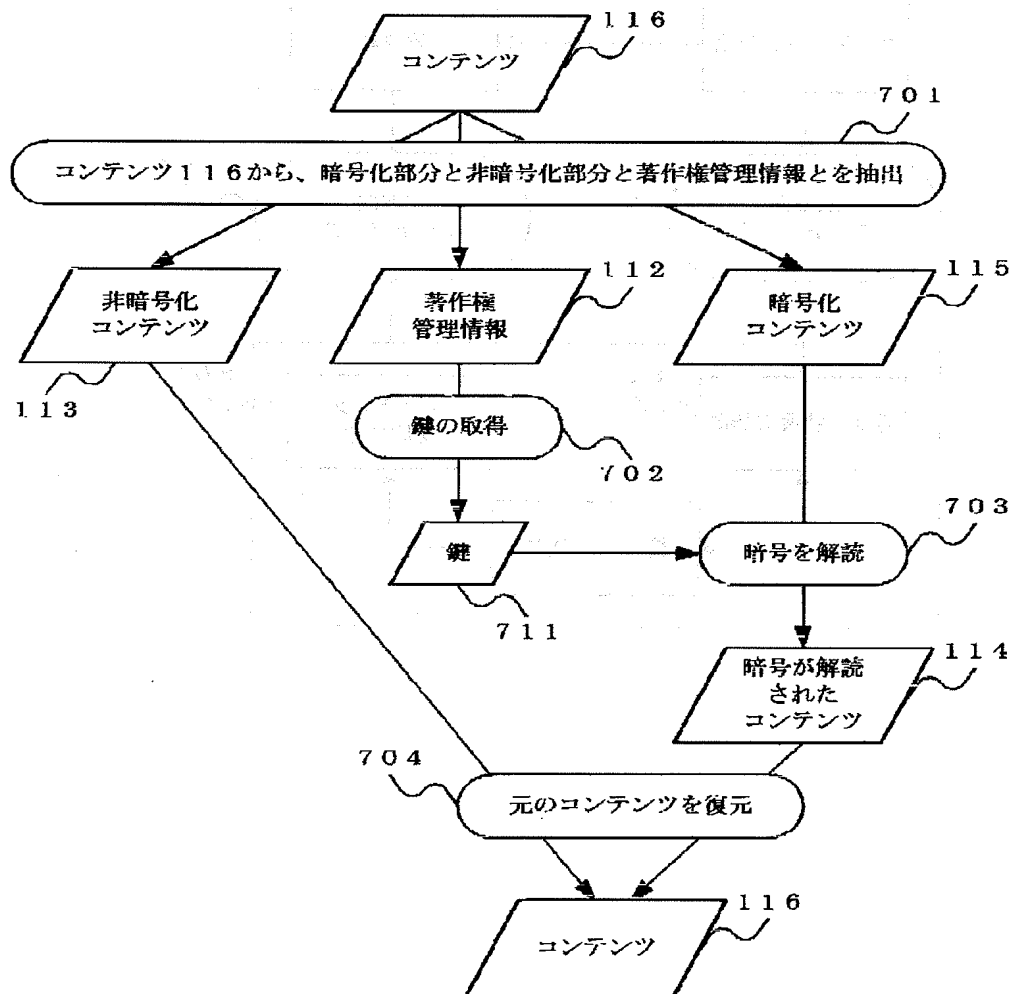 116
コンテンツ
701
コンテンツ116から、暗号化部分と非暗号化部分と著作権管理情報とを抽出
非暗号化
コンテンツ
113
112
著作権
管理情報
115
暗号化
コンテンツ
鍵の取得
702
鍵
711
703
暗号を解読
114
暗号が解読
された
コンテンツ
704
元のコンテンツを復元
116
コンテンツ